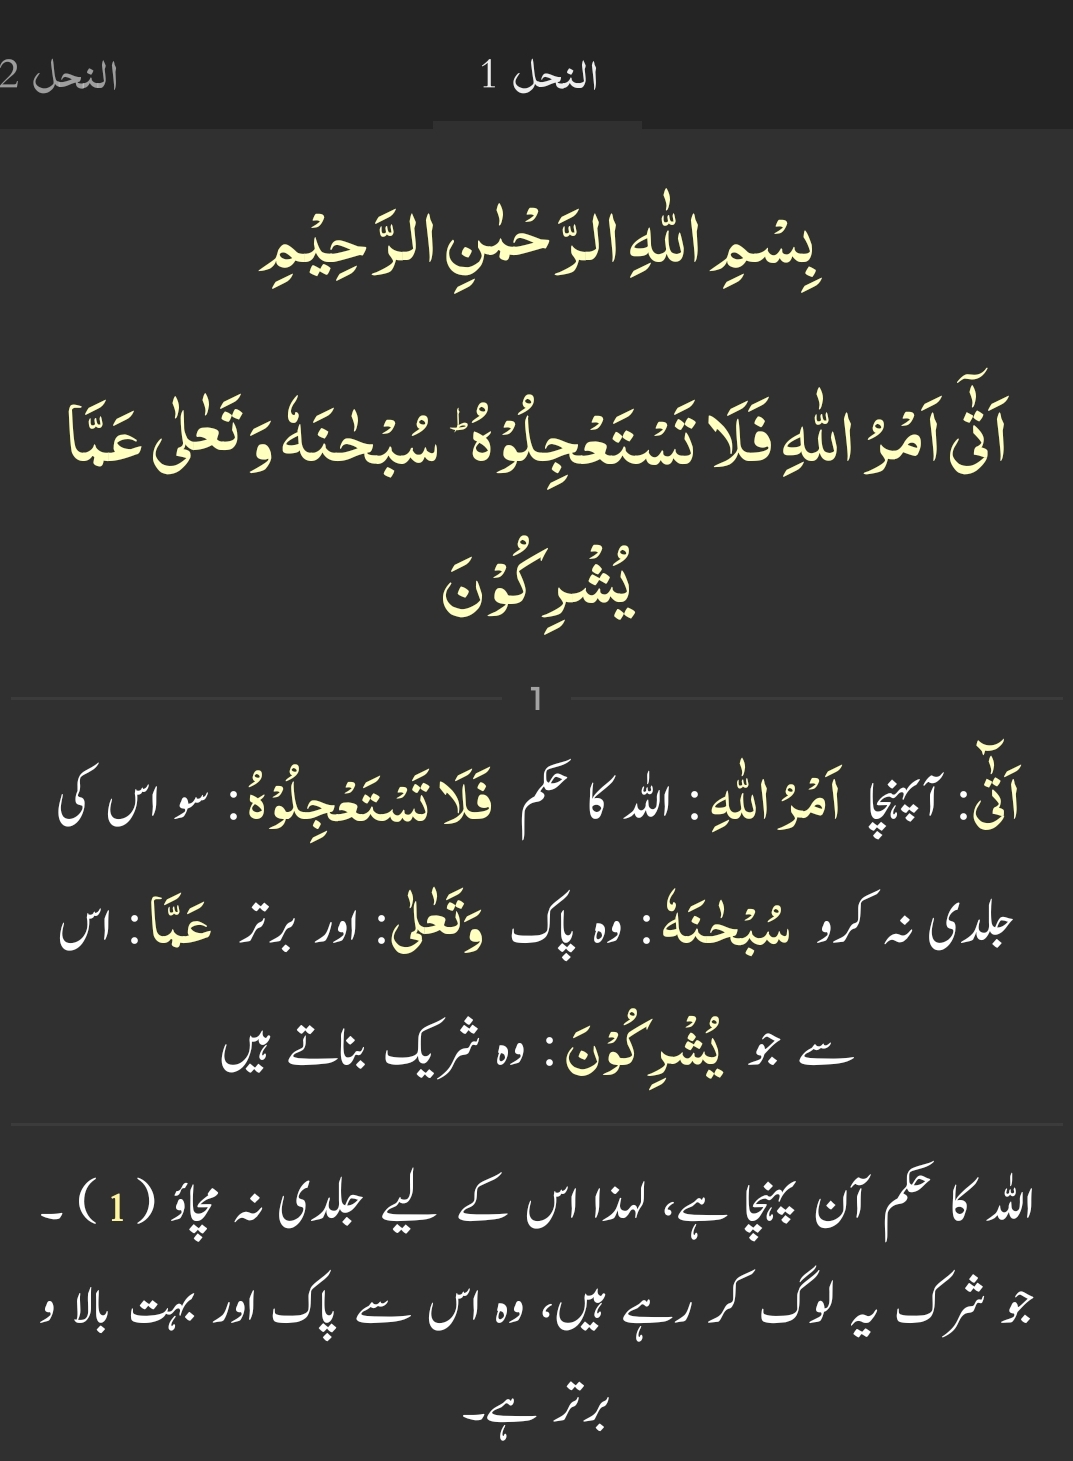 النحل 1 النحل 2
بِسْمِ اللّٰهِ الرَّحْمٰنِ الرَّحِيْمِ
اَتٰٓى اَمْرُ اللّٰهِ فَلَا تَسْتَعْجِلُوْهُ ؕ سُبْحٰنَهٗ وَ تَعٰلٰى عَمَّا
يُشْرِكُوْنَ
1
اَتٰٓى: آپہنچا اَمْرُ اللّٰهِ: اللہ کا حکم فَلَا تَسْتَعْجِلُوْهُ: سو اس کی
جلدی نہ کرو سُبْحٰنَهٗ: وہ پاک وَتَعٰلٰى: اور برتر عَمَّا: اس
سے جو يُشْرِكُوْنَ: وہ شریک بناتے ہیں
اللہ کا حکم آن پہنچا ہے، لہذا اس کے لیے جلدی نہ مچاؤ (1)۔
جو شرک یہ لوگ کر رہے ہیں، وہ اس سے پاک اور بہت بالا و
برتر ہے۔